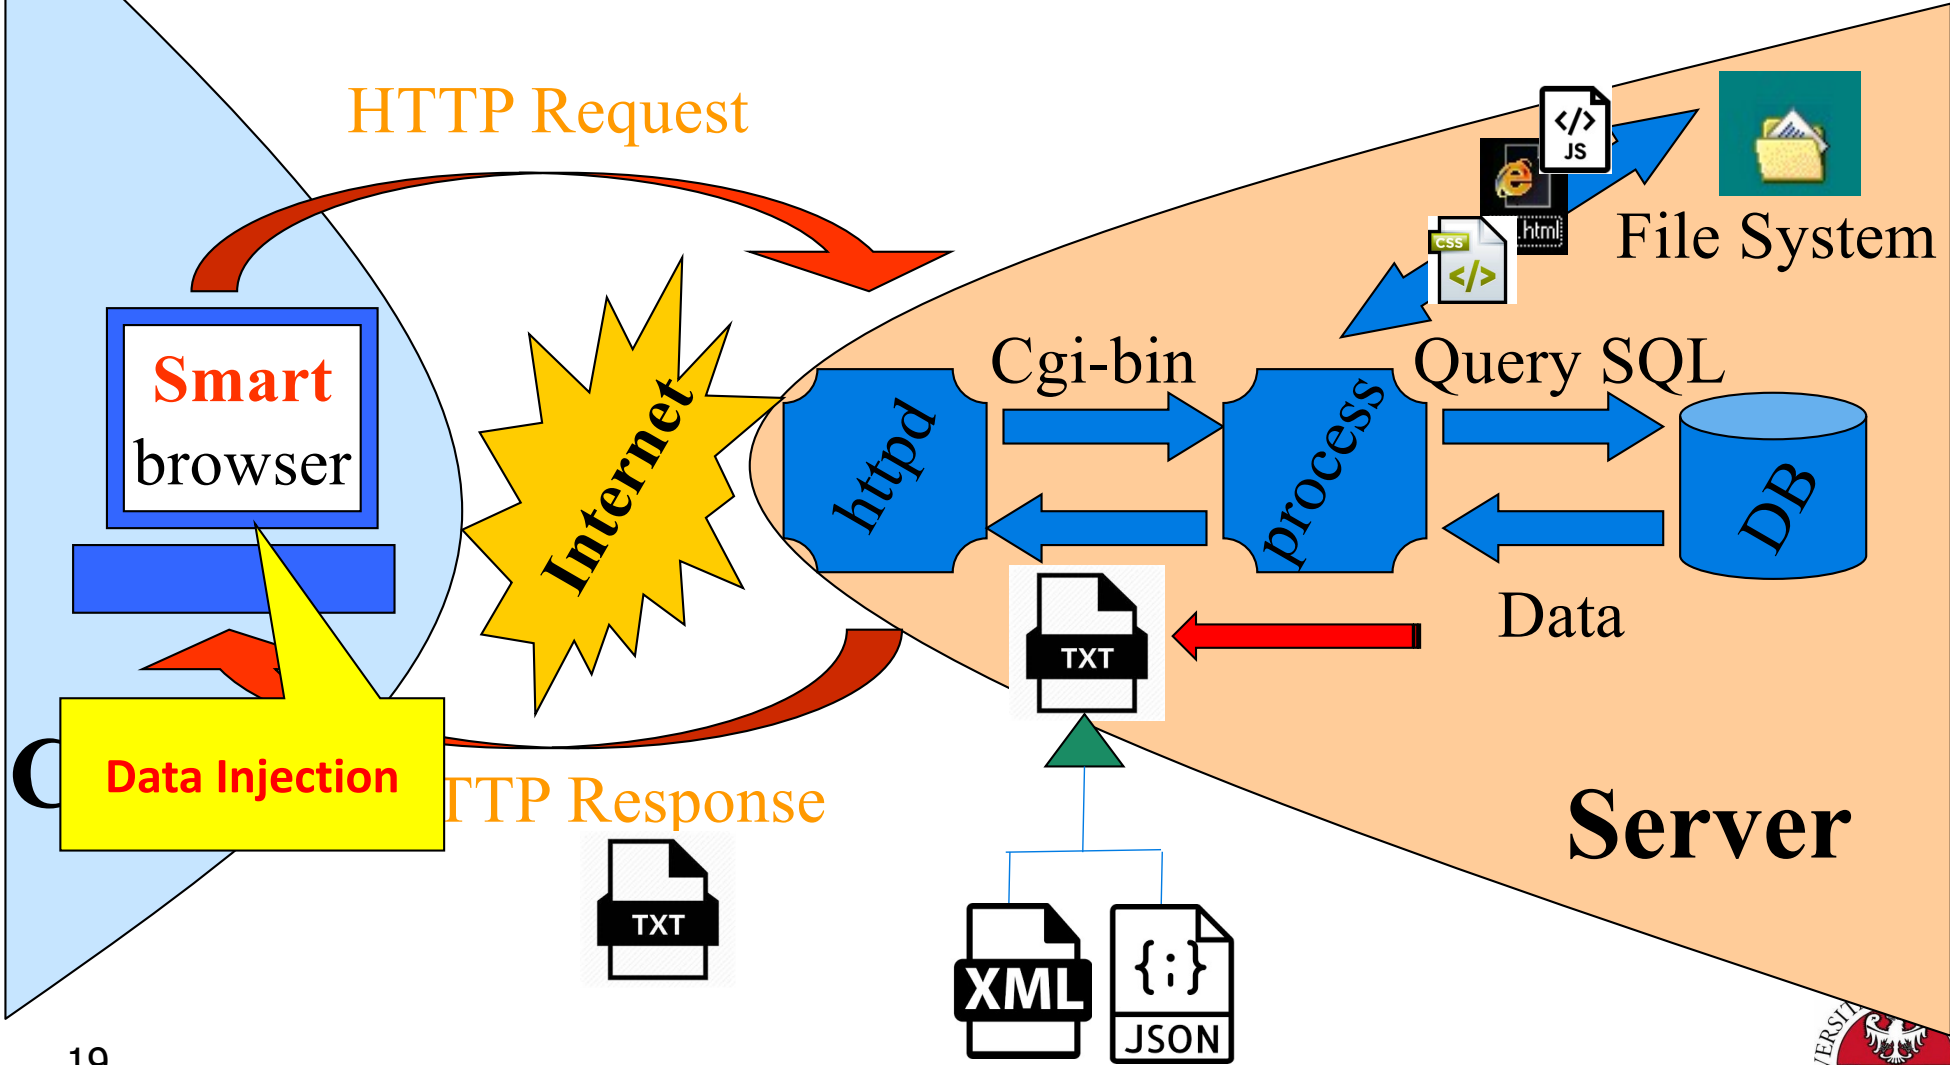 HTTP Request
</>
JS
.html
CSS
</>
File System
Smart
browser
Internet
Cgi-bin
Query SQL
httpd
process
DB
Data
TXT
Data Injection
TTP Response
Server
TXT
XML
{;}
JSON
19